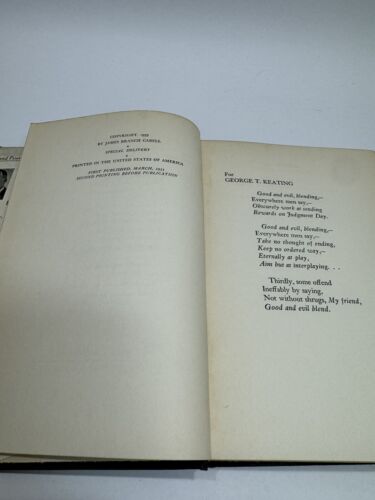 COPYRIGHT, 1933
BY JAMES BRANCH CABELL
SPECIAL DELIVERY
PRINTED IN THE UNITED STATES OF AMERICA
FIRST PUBLISHED, MARCH, 1933
SECOND PRINTING BEFORE PUBLICATION
For
GEORGE T. KEATING
Good and evil, blending,—
Everywhere men say,—
Obscurely work at sending
Rewards on Judgment Day.
Good and evil, blending,—
Everywhere men say,—
Take no thought of ending,
Keep no ordered way,—
Eternally at play,
Aim but at interplaying. . .
Thirdly, some offend
Ineffably by saying,
Not without shrugs, My friend,
Good and evil blend.